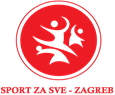 SPORT ZA SVE - ZAGREB